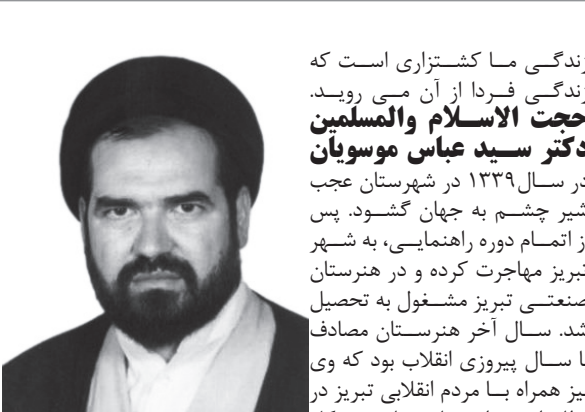 زندگی ما کشتزاری است که
زندگی فردا از آن می روید.
حجت الاسلام والمسلمین
دکتر سید عباس موسویان
در سال۱۳۳۹ در شهرستان عجب
شیر چشم به جهان گشود. پس
از اتمام دوره راهنمایی، به شهر
تبریز مهاجرت کرده و در هنرستان
صنعتی تبریز مشغول به تحصیل
شد. سال آخر هنرستان مصادف
با سال پیروزی انقلاب بود که وی
نیز همراه با مردم انقلابی تبریز در